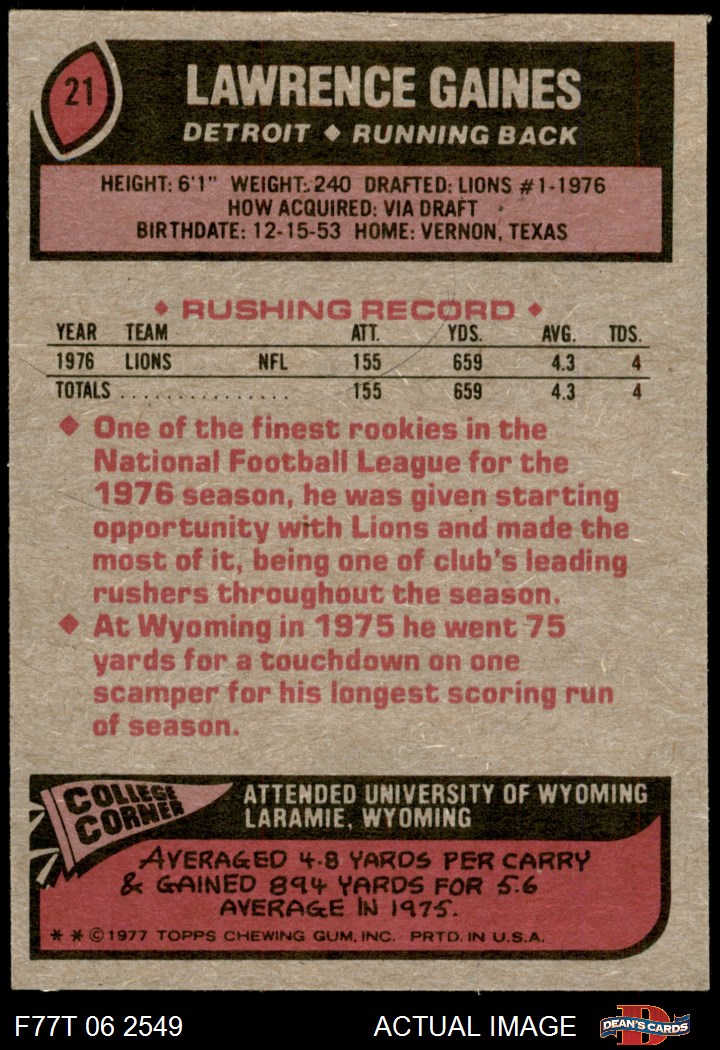 21
LAWRENCE GAINES
DETROIT ◆ RUNNING BACK
HEIGHT: 6'1" WEIGHT: 240 DRAFTED: LIONS #1-1976
HOW ACQUIRED: VIA DRAFT
BIRTHDATE: 12-15-53 HOME: VERNON, TEXAS
◆ RUSHING RECORD ◆
YEAR TEAM ATT. YDS. AVG. TDS.
1976 LIONS NFL 155 659 4.3 4
TOTALS . . . . . . . . . . . . . . . 155 659 4.3 4
◆ One of the finest rookies in the
National Football League for the
1976 season, he was given starting
opportunity with Lions and made the
most of it, being one of club's leading
rushers throughout the season.
◆ At Wyoming in 1975 he went 75
yards for a touchdown on one
scamper for his longest scoring run
of season.
COLLEGE
CORNER
ATTENDED UNIVERSITY OF WYOMING
LARAMIE, WYOMING
AVERAGED 4.8 YARDS PER CARRY
& GAINED 894 YARDS FOR 5.6
AVERAGE IN 1975.
* * © 1977 TOPPS CHEWING GUM, INC. PRTD. IN U.S.A.
F77T 06 2549 ACTUAL IMAGE
D
DEAN'S CARDS